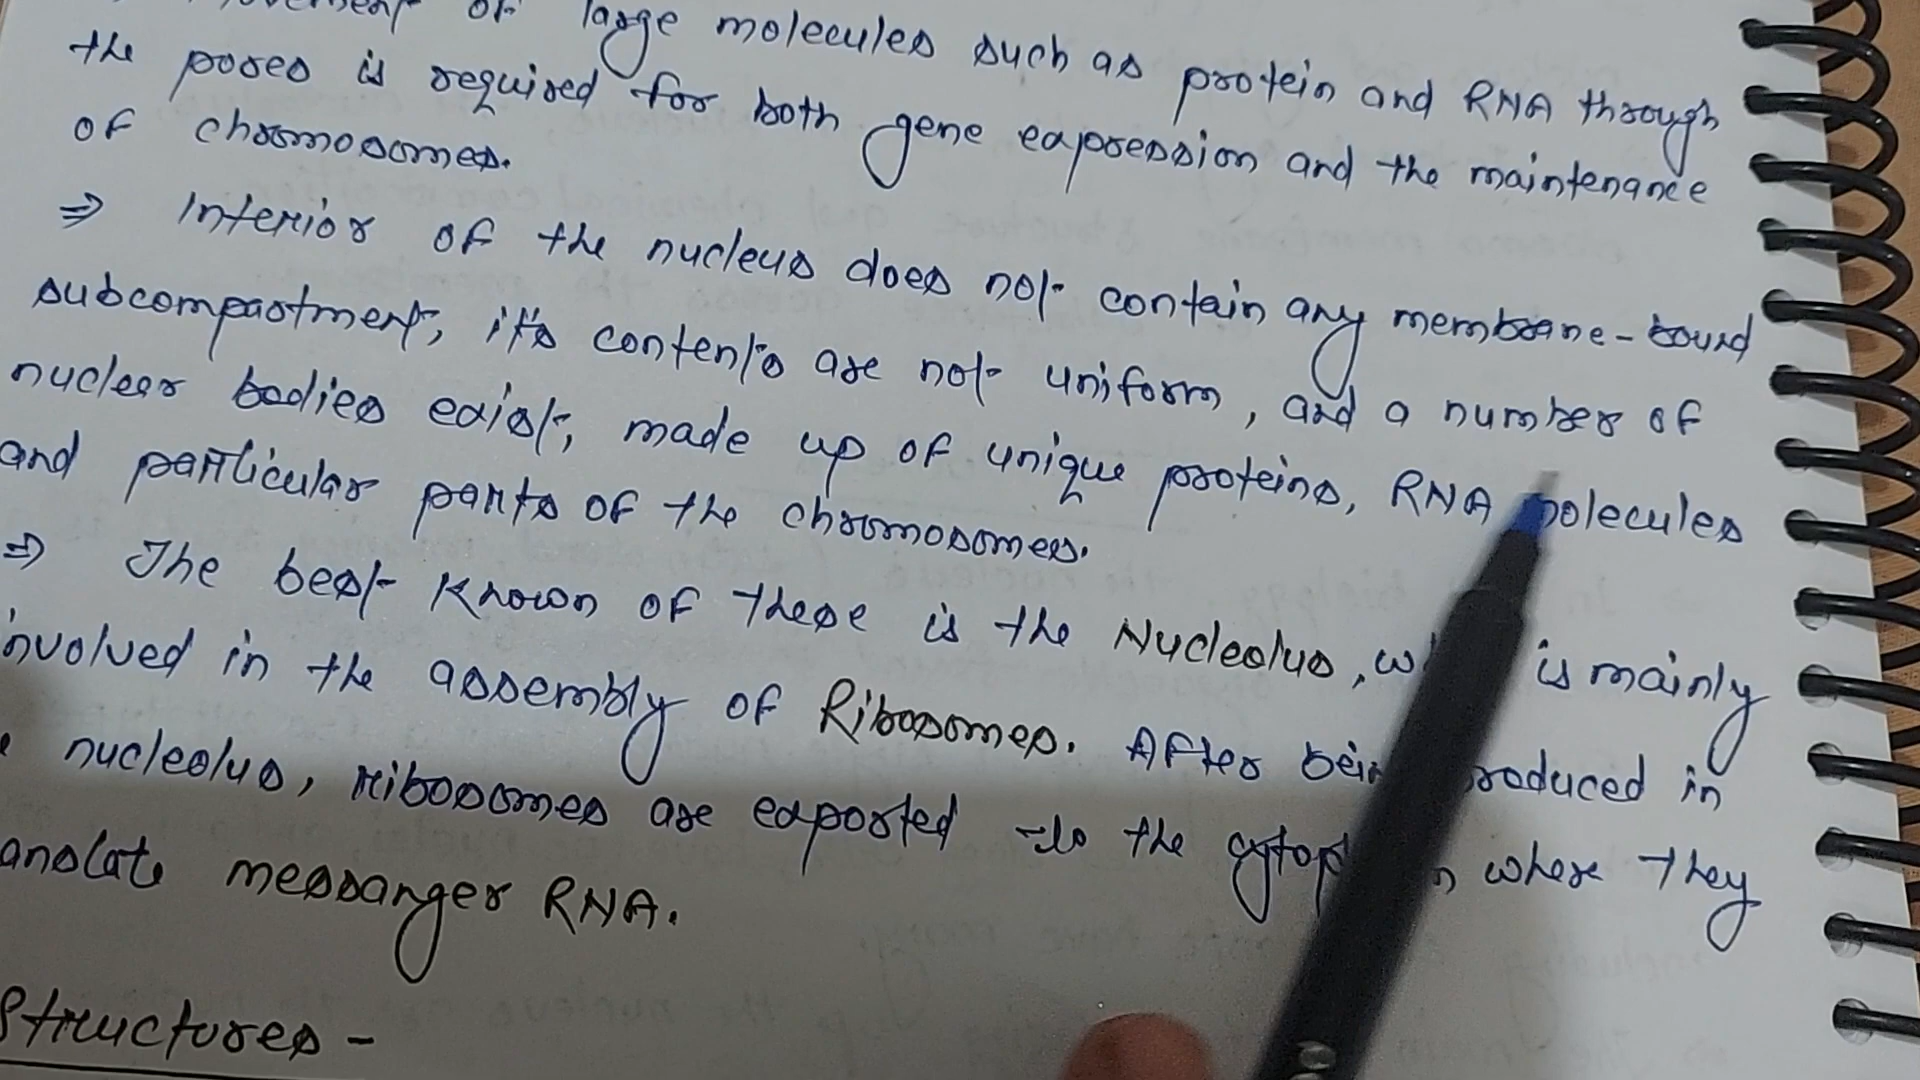 of large molecules such as protein and RNA through
the pores is required for both gene expression and the maintenance
of chromosomes.
⇒ Interior of the nucleus does not contain any membrane-bound
subcompartment, it's contents are not uniform, and a number of
nuclear bodies exist, made up of unique proteins, RNA molecules
and particular parts of the chromosomes.
⇒ The best known of these is the Nucleolus, is mainly
involved in the assembly of Ribosomes. After being produced in
nucleolus, ribosomes are exported to the where they
anslate messanger RNA.
Structures -